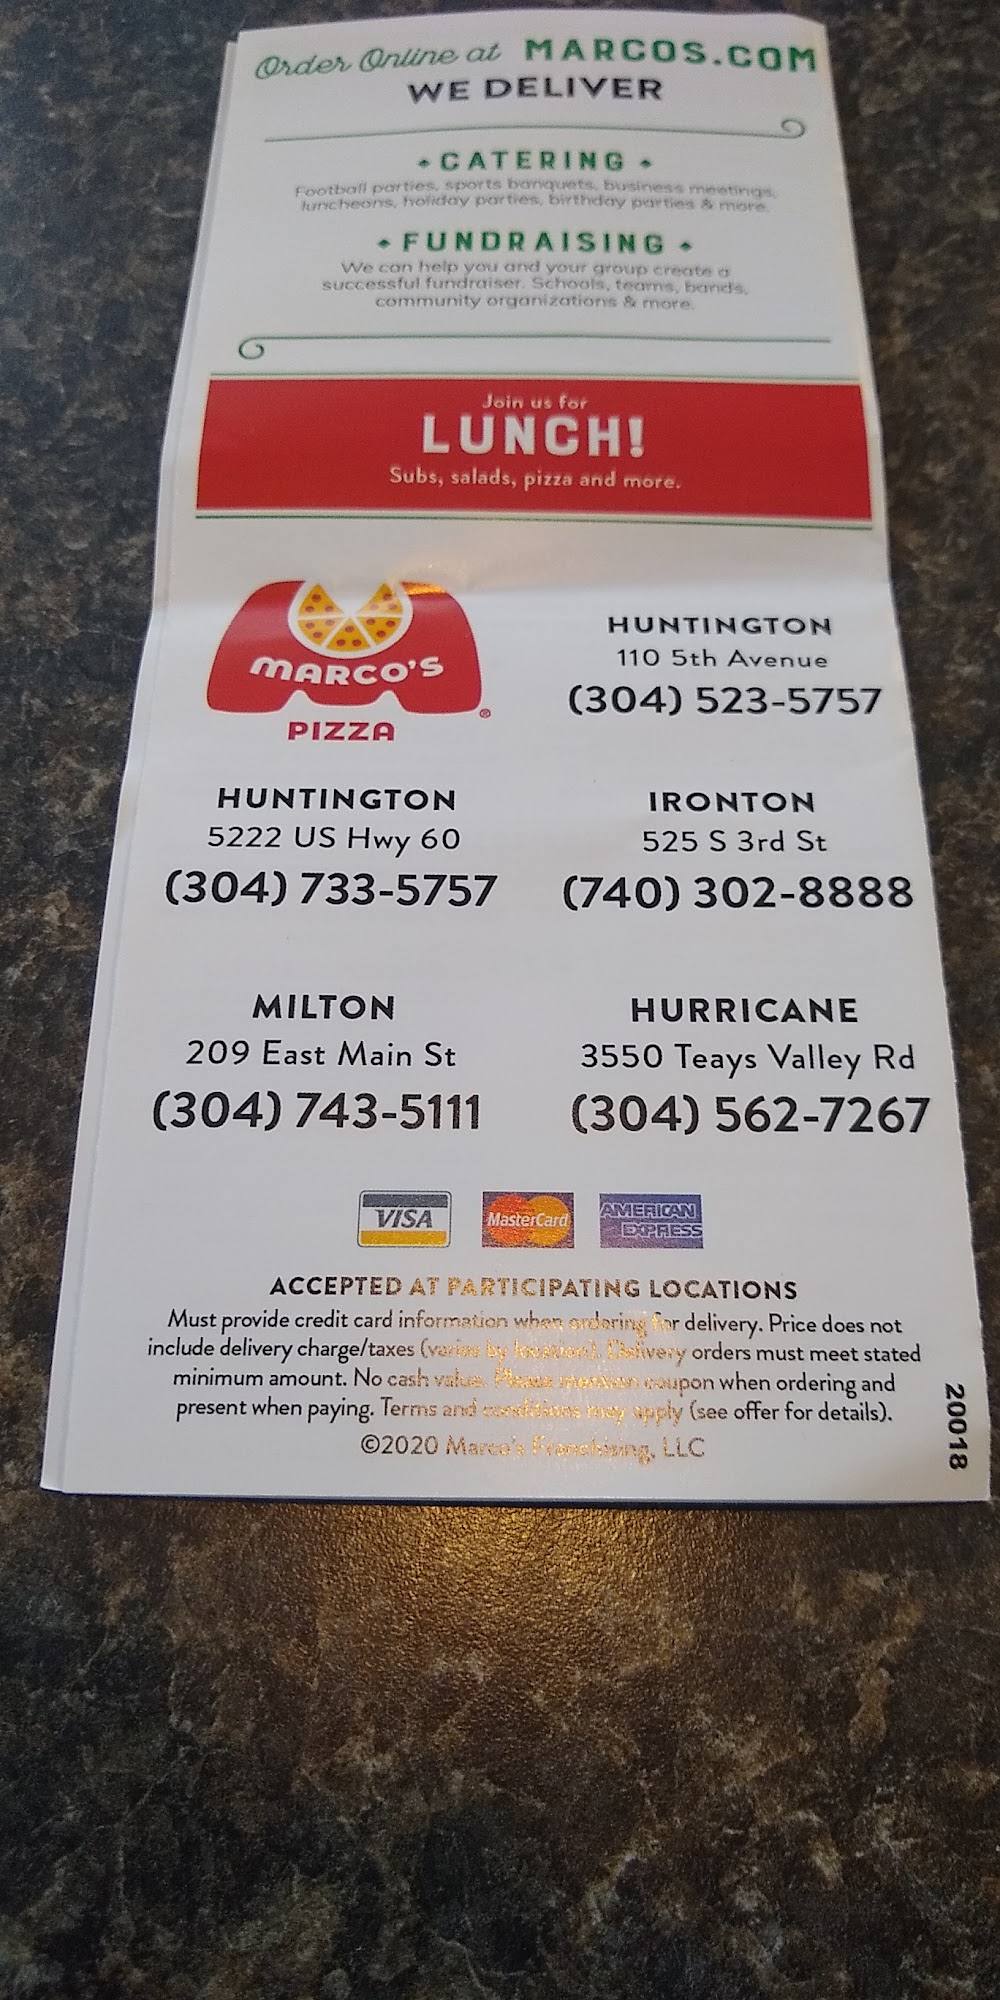 Order Online at MARCOS.COM
WE DELIVER
CATERING
Football parties, sports banquets, business meetings,
luncheons, holiday parties, birthday parties & more.
FUNDRAISING
We can help you and your group create a
successful fundraiser. Schools, teams, bands,
community organizations & more.
Join us for
LUNCH!
Subs, salads, pizza and more.
MARCO'S
®
PIZZA
HUNTINGTON
110 5th Avenue
(304) 523-5757
HUNTINGTON
5222 US Hwy 60
(304) 733-5757
IRONTON
525 S 3rd St
(740) 302-8888
MILTON
209 East Main St
(304) 743-5111
HURRICANE
3550 Teays Valley Rd
(304) 562-7267
VISA
MasterCard
AMERICAN
EXPRESS
ACCEPTED AT PARTICIPATING LOCATIONS
Must provide credit card information when ordering for delivery. Price does not
include delivery charge/taxes (varies by location). Delivery orders must meet stated
minimum amount. No cash value. Please mention coupon when ordering and
present when paying. Terms and conditions may apply (see offer for details).
©2020 Marco's Franchising, LLC
20018